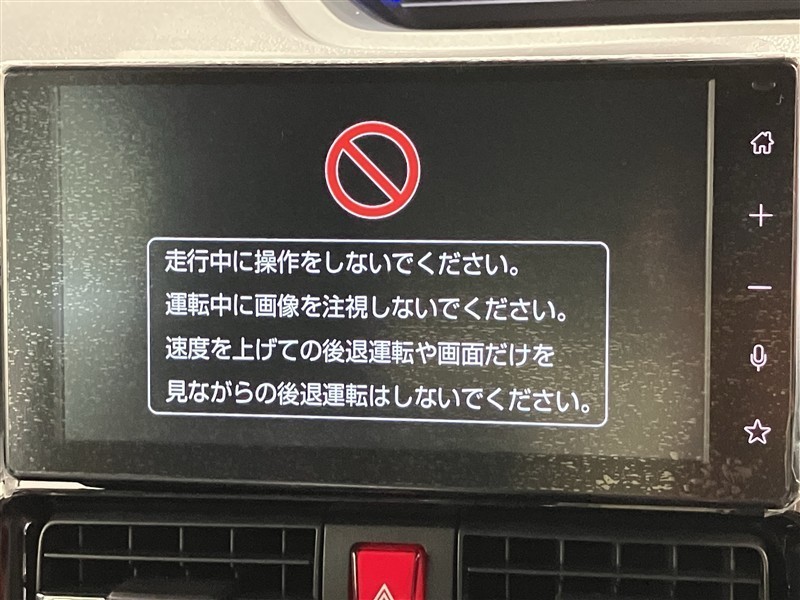 走行中に操作をしないでください。
運転中に画像を注視しないでください。
速度を上げての後退運転や画面だけを
見ながらの後退運転はしないでください。